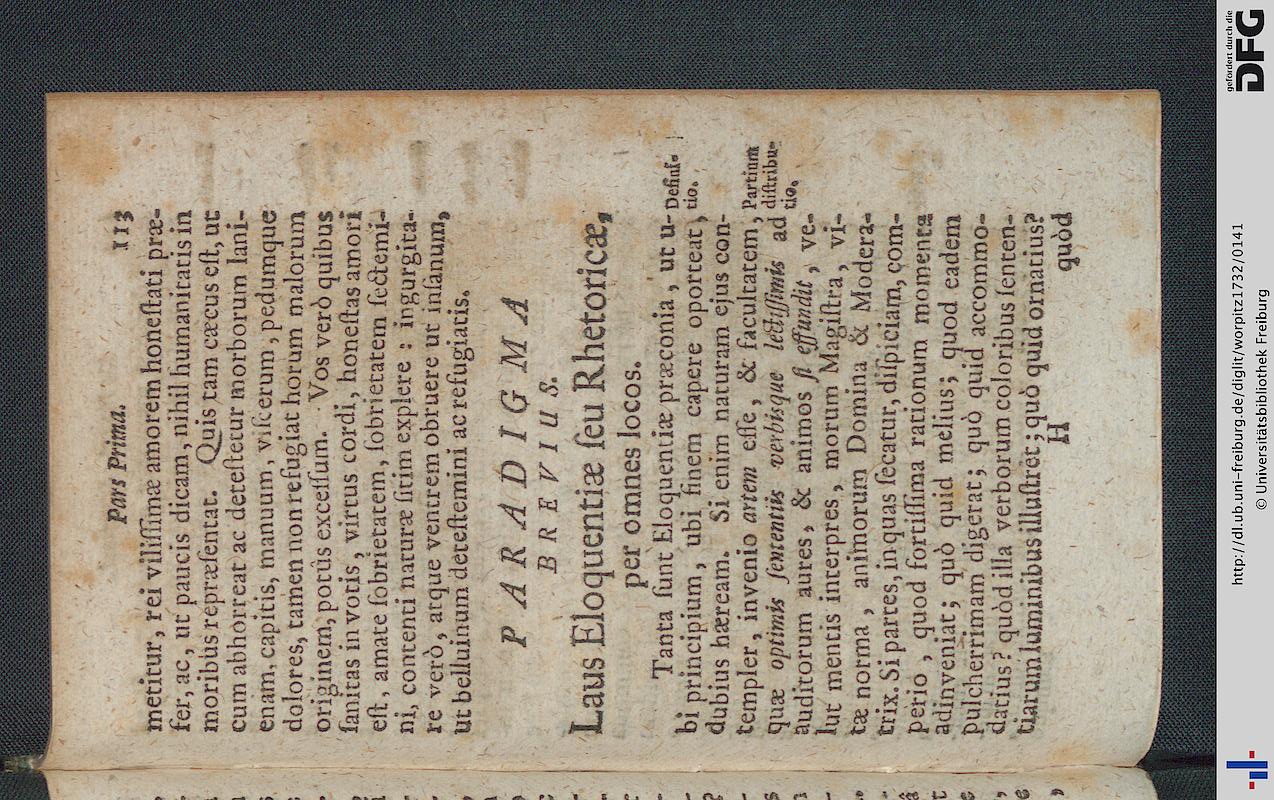 Pars Prima. 113
metitur, rei villiſſimæ amorem honeſtati præ-
fer, ac, ut paucis dicam, nihil humanitatis in
moribus repræſentat. Quis tam cæcus eſt, ut
cum abhorreat ac deteſtetur morborum lani-
enam, capitis, manuum, viſcerum, pedumque
dolores, tamen non refugiat horum malorum
originem, potûs exceſſum. Vos verò quibus
ſanitas in votis, virtus cordi, honeſtas amori
eſt, amate ſobrietatem, ſobrietatem ſectemi-
ni, contenti naturæ ſitim explere : ingurgita-
re verò, atque ventrem obruere ut inſanum,
ut belluinum deteſtemini ac refugiatis.
PARADIGMA
BREVIUS.
Laus Eloquentiæ ſeu Rhetoricæ,
per omnes locos.
Tanta ſunt Eloquentiæ præconia, ut u-
bi principium, ubi finem capere oporteat,
dubius hæream. Si enim naturam ejus con-
templer, invenio artem eſſe, & facultatem,
quæ optimis ſententiis verbisque lectiſſimis ad
auditorum aures, & animos ſe effundit, ve-
lut mentis interpres, morum Magiſtra, vi-
tæ norma, animorum Domina & Modera-
trix. Si partes, in quas ſecatur, diſpiciam, com-
perio, quod fortiſſima rationum momenta
adinveniat; quò quid melius; quod eadem
pulcherrimam digerat; quò quid accommo-
datius? quòd illa verborum coloribus ſenten-
tiarum luminibus illuſtret; quò quid ornatius?
H quòd
Definí-
tio.
Partium
diſtribu-
tio.
gefördert durch die
DFG
http://dl.ub.uni-freiburg.de/diglit/worpitz1732/0141
© Universitätsbibliothek Freiburg